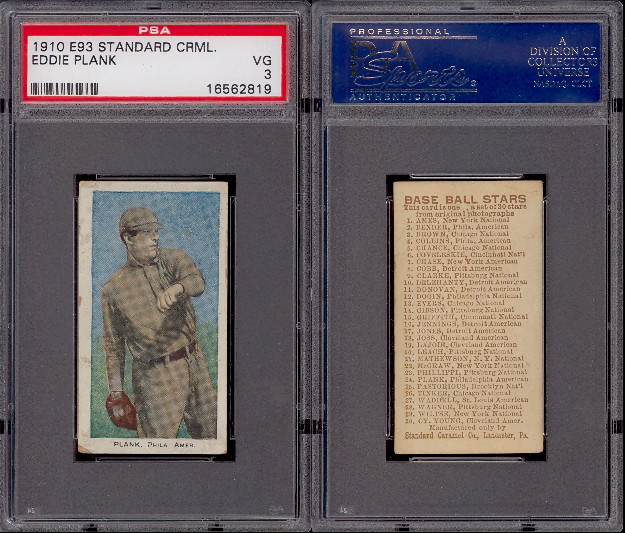 PSA
1910 E93 STANDARD CRML.
EDDIE PLANK
VG
3
16562819
PLANK, PHILA AMER.
PROFESSIONAL
PSA
Sports
AUTHENTICATOR
A
DIVISION OF
COLLECTORS
UNIVERSE
NASDAQ: CLCT
BASE BALL STARS
This card is one a set of 30 stars
from original photographs
1. AMES, New York National
2. BENDER, Phila. American
3. BROWN, Chicago National
4. COLLINS, Phila. American
5. CHANCE, Chicago National
6. COVELESKIE, Cincinnati Nat'l
7. CHASE, New York American
8. COBB, Detroit American
9. CLARKE, Pittsburg National
10. DELEHANTY, Detroit American
11. DONOVAN, Detroit American
12. DOOIN, Philadelphia National
13. EVERS, Chicago National
14. GIBSON, Pittsburg National
15. GRIFFITH, Cincinnati National
16. JENNINGS, Detroit American
17. JONES, Detroit American
18. JOSS, Cleveland American
19. LAJOIE, Cleveland American
20. LEACH, Pittsburg National
21. MATHEWSON, N. Y. National
22. McGRAW, New York National
23. PHILLIPPI, Pittsburg National
24. PLANK, Philadelphia American
25. PASTORIOUS, Brooklyn Nat'l
26. TINKER, Chicago National
27. WADDELL, St. Louis American
28. WAGNER, Pittsburg National
29. WILTSE, New York National
30. CY. YOUNG, Cleveland Amer.
Manufactured only by
Standard Caramel Co., Lancaster, Pa.